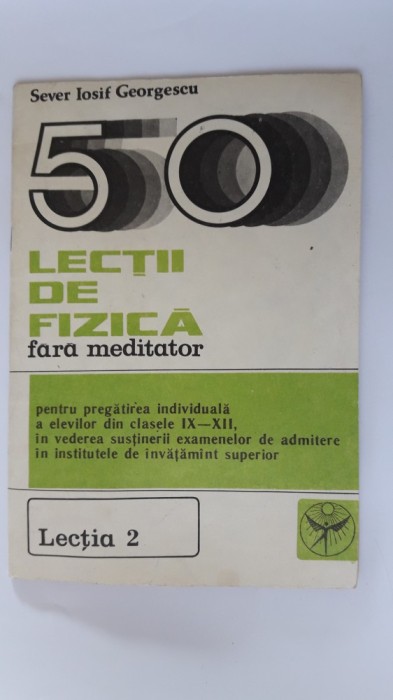 Sever Iosif Georgescu
50
LECȚII
DE
FIZICĂ
fără meditator
pentru pregătirea individuală
a elevilor din clasele IX—XII,
în vederea susținerii examenelor de admitere
în institutele de învățămînt superior
Lecția 2